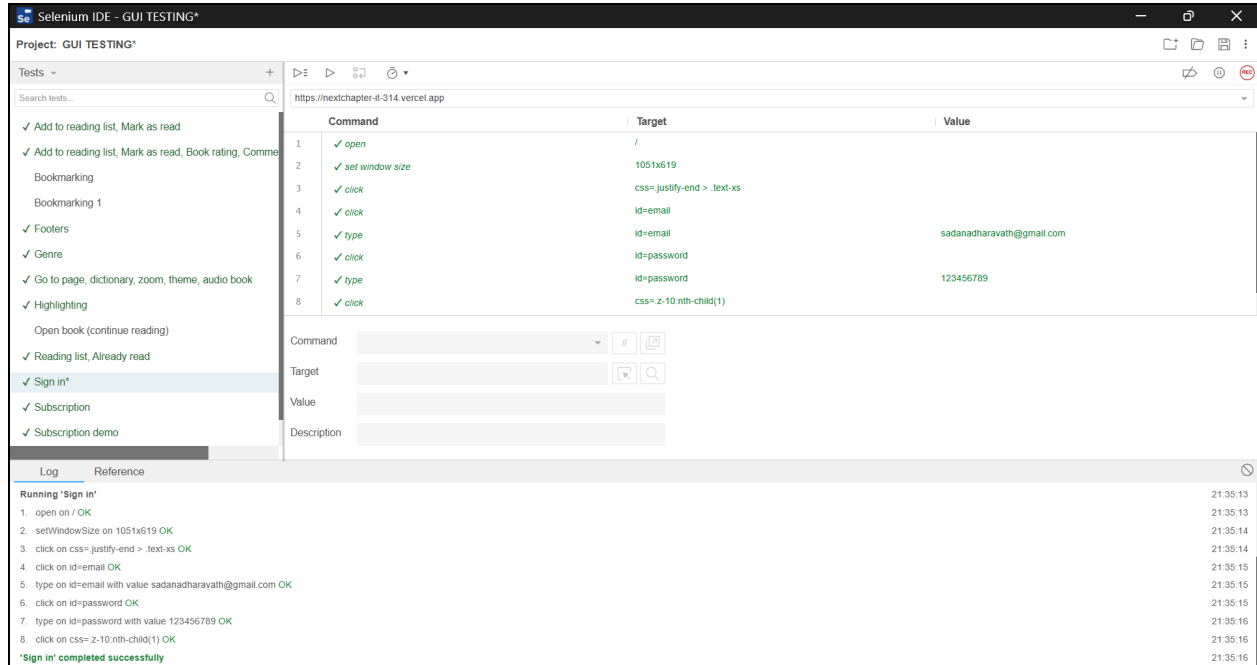 Selenium IDE - GUI TESTING*
Project: GUI TESTING*
Tests
Search tests...
✓ Add to reading list, Mark as read
✓ Add to reading list, Mark as read, Book rating, Comme
Bookmarking
Bookmarking 1
✓ Footers
✓ Genre
✓ Go to page, dictionary, zoom, theme, audio book
✓ Highlighting
Open book (continue reading)
✓ Reading list, Already read
✓ Sign in*
✓ Subscription
✓ Subscription demo
REC
https://nextchapter-it-314.vercel.app
Command Target Value
1 ✓ open /
2 ✓ set window size 1051x619
3 ✓ click css=.justify-end > .text-xs
4 ✓ click id=email
5 ✓ type id=email sadanadharavath@gmail.com
6 ✓ click id=password
7 ✓ type id=password 123456789
8 ✓ click css=.z-10:nth-child(1)
Command //
Target
Value
Description
Log Reference
Running 'Sign in' 21:35:13
1. open on / OK 21:35:13
2. setWindowSize on 1051x619 OK 21:35:14
3. click on css=.justify-end > .text-xs OK 21:35:14
4. click on id=email OK 21:35:15
5. type on id=email with value sadanadharavath@gmail.com OK 21:35:15
6. click on id=password OK 21:35:15
7. type on id=password with value 123456789 OK 21:35:16
8. click on css=.z-10:nth-child(1) OK 21:35:16
'Sign in' completed successfully 21:35:16